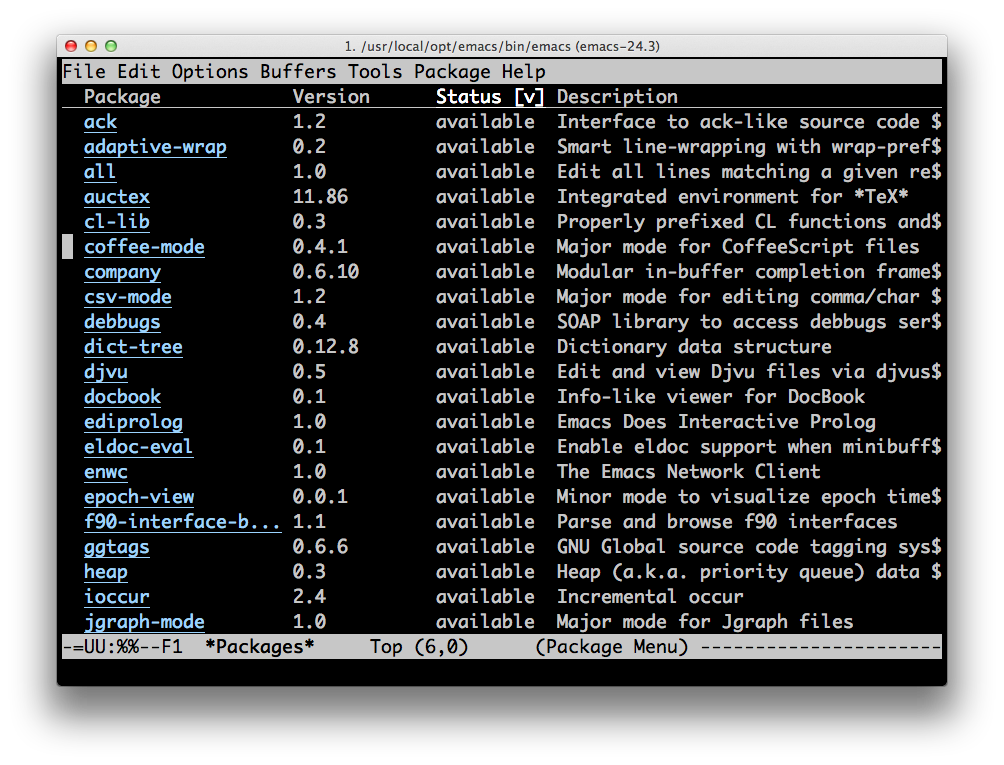 1. /usr/local/opt/emacs/bin/emacs (emacs-24.3)
File Edit Options Buffers Tools Package Help
Package Version Status [v] Description
ack 1.2 available Interface to ack-like source code $
adaptive-wrap 0.2 available Smart line-wrapping with wrap-pref$
all 1.0 available Edit all lines matching a given re$
auctex 11.86 available Integrated environment for *TeX*
cl-lib 0.3 available Properly prefixed CL functions and$
coffee-mode 0.4.1 available Major mode for CoffeeScript files
company 0.6.10 available Modular in-buffer completion frame$
csv-mode 1.2 available Major mode for editing comma/char $
debbugs 0.4 available SOAP library to access debbugs ser$
dict-tree 0.12.8 available Dictionary data structure
djvu 0.5 available Edit and view Djvu files via djvus$
docbook 0.1 available Info-like viewer for DocBook
ediprolog 1.0 available Emacs Does Interactive Prolog
eldoc-eval 0.1 available Enable eldoc support when minibuff$
enwc 1.0 available The Emacs Network Client
epoch-view 0.0.1 available Minor mode to visualize epoch time$
f90-interface-b... 1.1 available Parse and browse f90 interfaces
ggtags 0.6.6 available GNU Global source code tagging sys$
heap 0.3 available Heap (a.k.a. priority queue) data $
ioccur 2.4 available Incremental occur
jgraph-mode 1.0 available Major mode for Jgraph files
-=UU:%%--F1 *Packages* Top (6,0) (Package Menu) ----------------------